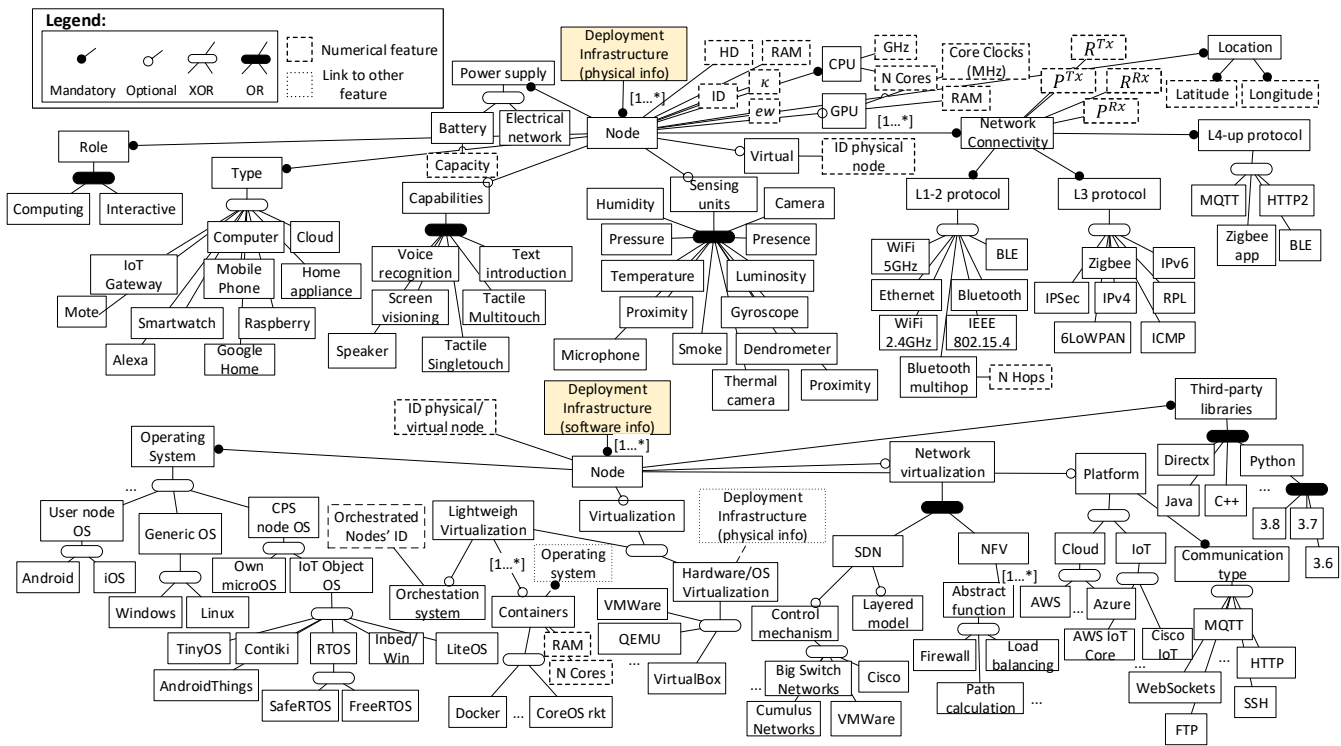 Legend:
Mandatory
Optional
XOR
OR
Numerical feature
Link to other
feature
Deployment
Infrastructure
(physical info)
[1...*]
Node
Power supply
Battery
Electrical
network
Capacity
HD
RAM
ID
κ
ew
CPU
GHz
N Cores
GPU
Core Clocks
(MHz)
RAM
[1...*]
R^Tx
P^Tx
R^Rx
P^Rx
Location
Latitude
Longitude
Network
Connectivity
L4-up protocol
MQTT
HTTP2
Zigbee
app
BLE
Role
Computing
Interactive
Type
Computer
Cloud
IoT
Gateway
Mobile
Phone
Home
appliance
Mote
Smartwatch
Raspberry
Alexa
Google
Home
Capabilities
Voice
recognition
Text
introduction
Screen
visioning
Tactile
Multitouch
Speaker
Tactile
Singletouch
Virtual
ID physical
node
Sensing
units
Humidity
Camera
Pressure
Presence
Temperature
Luminosity
Proximity
Gyroscope
Microphone
Smoke
Dendrometer
Thermal
camera
Proximity
L1-2 protocol
WiFi
5GHz
BLE
Ethernet
Bluetooth
WiFi
2.4GHz
IEEE
802.15.4
Bluetooth
multihop
N Hops
L3 protocol
Zigbee
IPv6
IPSec
IPv4
RPL
6LoWPAN
ICMP
Deployment
Infrastructure
(software info)
[1...*]
ID physical/
virtual node
Node
Operating
System
...
User node
OS
Generic OS
CPS
node OS
Android
iOS
Windows
Linux
Own
microOS
IoT Object
OS
TinyOS
Contiki
RTOS
Inbed/
Win
LiteOS
AndroidThings
SafeRTOS
FreeRTOS
Virtualization
Lightweigh
Virtualization
Orchestrated
Nodes' ID
[1...*]
Operating
system
Orchestation
system
Containers
RAM
N Cores
Docker
...
CoreOS rkt
Deployment
Infrastructure
(physical info)
Hardware/OS
Virtualization
VMWare
QEMU
...
VirtualBox
Network
virtualization
SDN
NFV
[1...*]
Control
mechanism
Layered
model
Big Switch
Networks
Cisco
...
Cumulus
Networks
VMWare
Abstract
function
Firewall
Load
balancing
Path
calculation
...
Platform
Cloud
IoT
AWS
...
Azure
AWS IoT
Core
Cisco
IoT
Communication
type
MQTT
...
HTTP
WebSockets
SSH
FTP
Third-party
libraries
Directx
Python
Java
C++
...
3.8
3.7
3.6